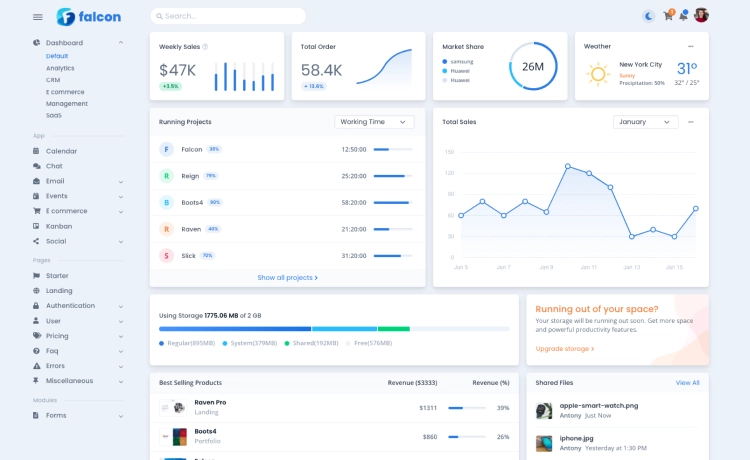 falcon
Search...
Dashboard
Default
Analytics
CRM
E commerce
Management
SaaS
App
Calendar
Chat
Email
Events
E commerce
Kanban
Social
Pages
Starter
Landing
Authentication
User
Pricing
Faq
Errors
Miscellaneous
Modules
Forms
Weekly Sales
$47K
+3.5%
Total Order
58.4K
+ 13.6%
Market Share
samsung
Huawei
Huawei
26M
Weather
New York City
Sunny
Precipitation: 50%
31°
32° / 25°
Running Projects
Working Time
F Falcon 38% 12:50:00
R Reign 79% 25:20:00
B Boots4 90% 58:20:00
R Raven 40% 21:20:00
S Slick 70% 31:20:00
Show all projects >
Total Sales
January
150
120
90
60
30
0
Jan 5 Jan 7 Jan 9 Jan 11 Jan 13 Jan 15
Using Storage 1775.06 MB of 2 GB
Regular(895MB) System(379MB) Shared(192MB) Free(576MB)
Running out of your space?
Your storage will be running out soon. Get more space
and powerful productivity features.
Upgrade storage >
Best Selling Products Revenue ($3333) Revenue (%)
Raven Pro
Landing
$1311 39%
Boots4
Portfolio
$860 26%
Shared Files
View All
apple-smart-watch.png
Antony Just Now
iphone.jpg
Antony Yesterday at 1:30 PM